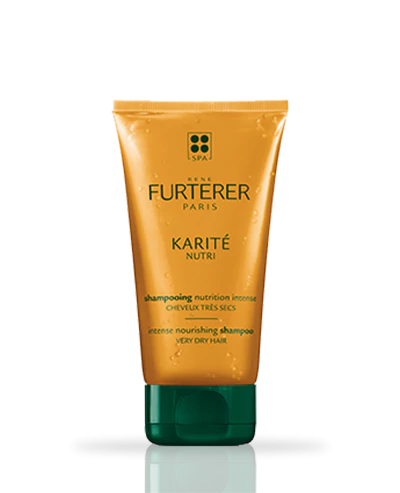 SPA
RENE
FURTERER
PARIS
KARITÉ
NUTRI
shampooing nutrition intense
CHEVEUX TRÈS SECS
intense nourishing shampoo
VERY DRY HAIR